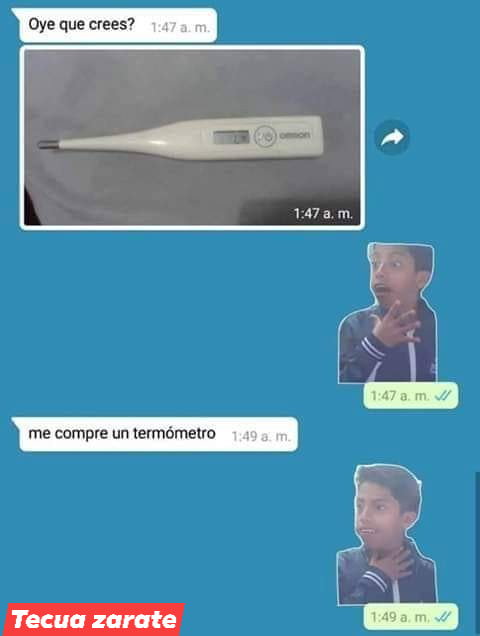 Oye que crees? 1:47 a. m.
omron
1:47 a. m.
1:47 a. m.
me compre un termómetro 1:49 a. m.
1:49 a. m.
Tecua zarate